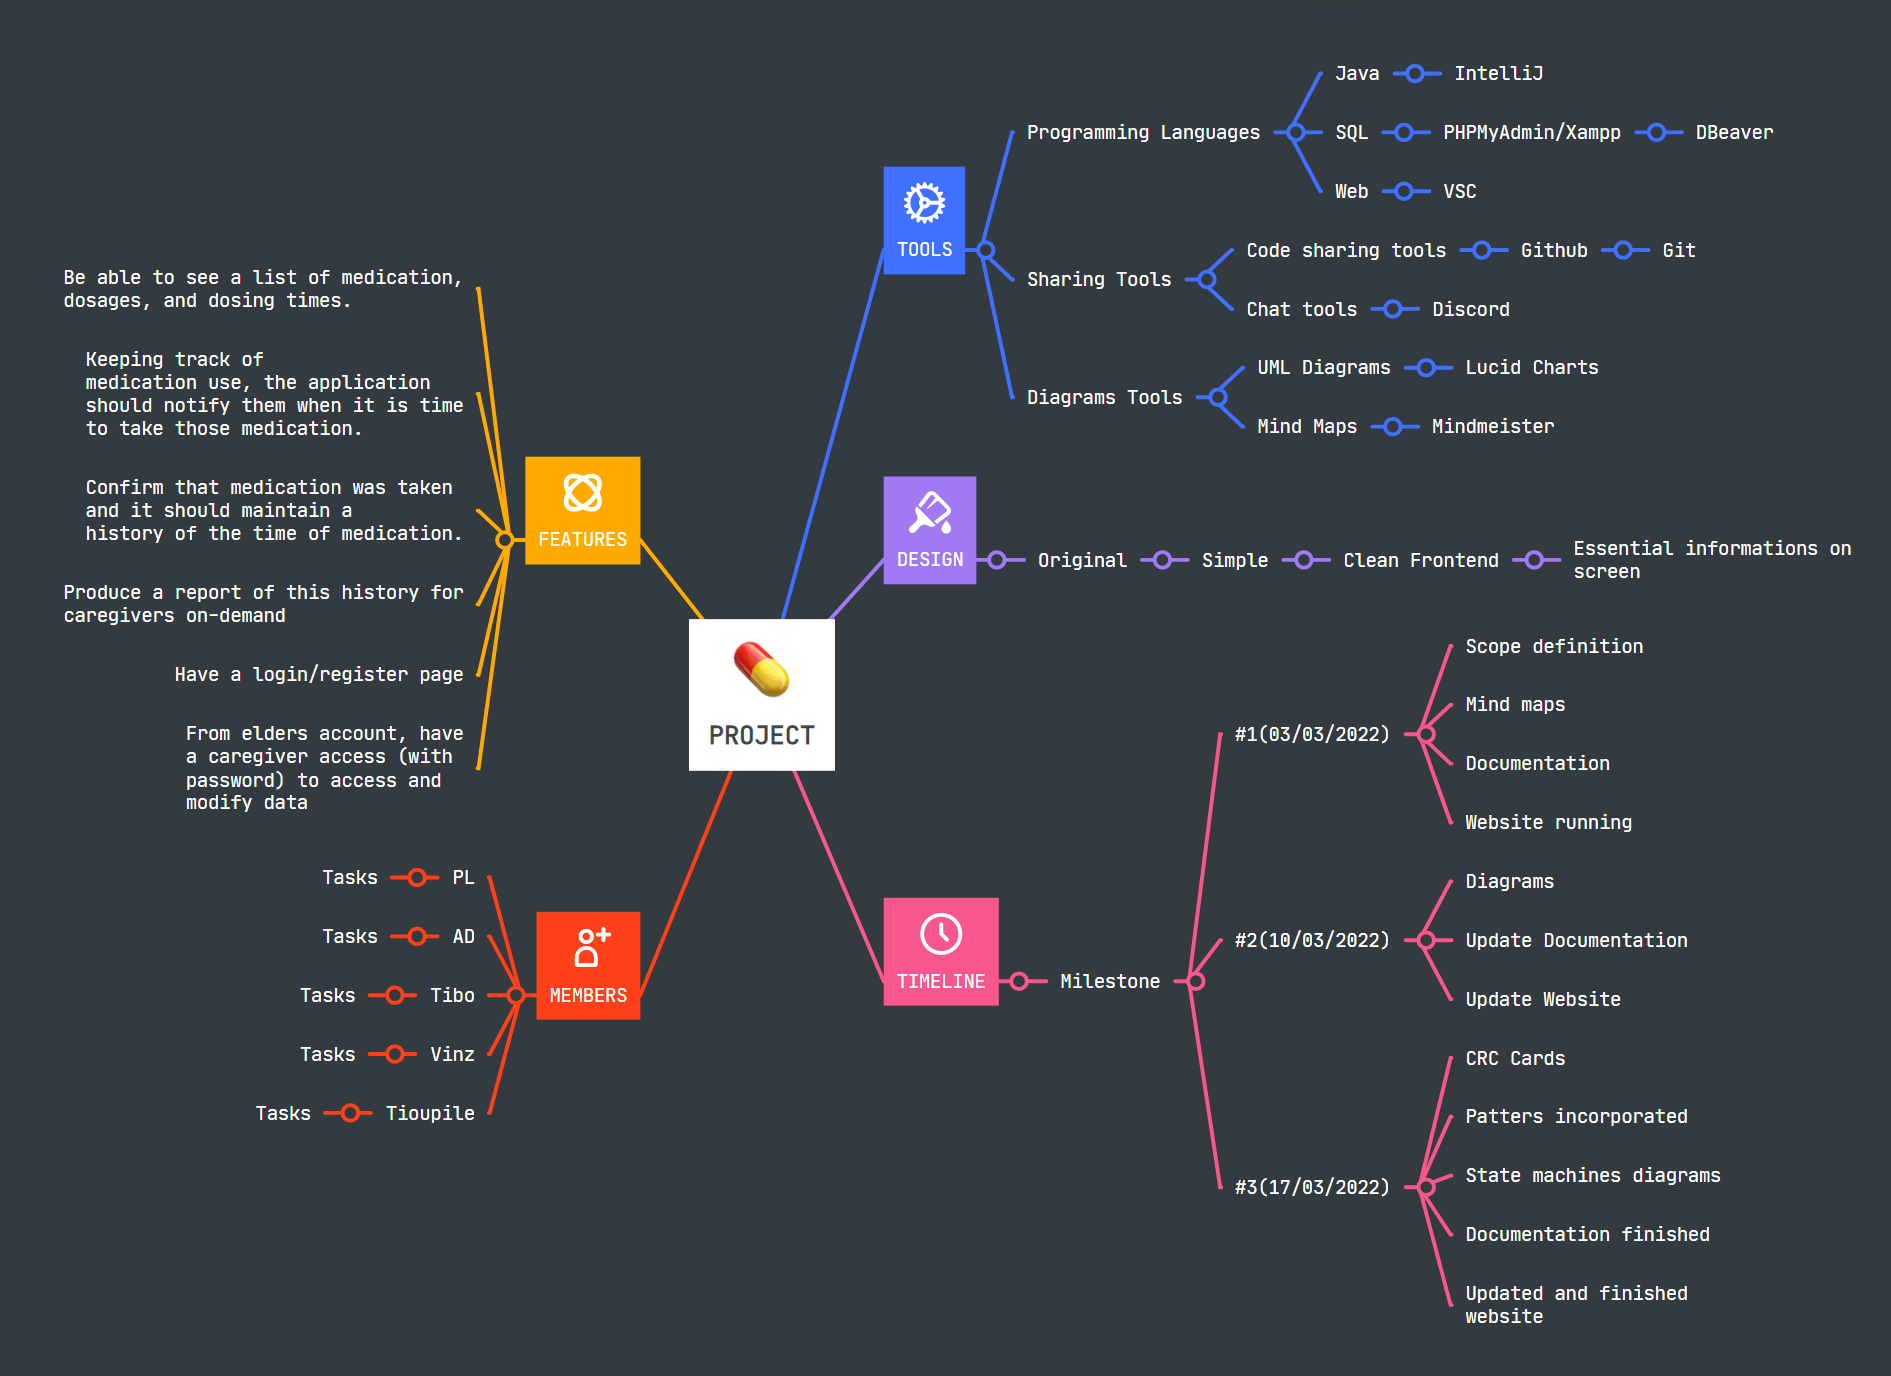 PROJECT
TOOLS
Programming Languages
Java
IntelliJ
SQL
PHPMyAdmin/Xampp
DBeaver
Web
VSC
Sharing Tools
Code sharing tools
Github
Git
Chat tools
Discord
Diagrams Tools
UML Diagrams
Lucid Charts
Mind Maps
Mindmeister
DESIGN
Original
Simple
Clean Frontend
Essential informations on
screen
TIMELINE
Milestone
#1(03/03/2022)
Scope definition
Mind maps
Documentation
Website running
#2(10/03/2022)
Diagrams
Update Documentation
Update Website
#3(17/03/2022)
CRC Cards
Patters incorporated
State machines diagrams
Documentation finished
Updated and finished
website
FEATURES
Be able to see a list of medication,
dosages, and dosing times.
Keeping track of
medication use, the application
should notify them when it is time
to take those medication.
Confirm that medication was taken
and it should maintain a
history of the time of medication.
Produce a report of this history for
caregivers on-demand
Have a login/register page
From elders account, have
a caregiver access (with
password) to access and
modify data
MEMBERS
PL
Tasks
AD
Tasks
Tibo
Tasks
Vinz
Tasks
Tioupile
Tasks